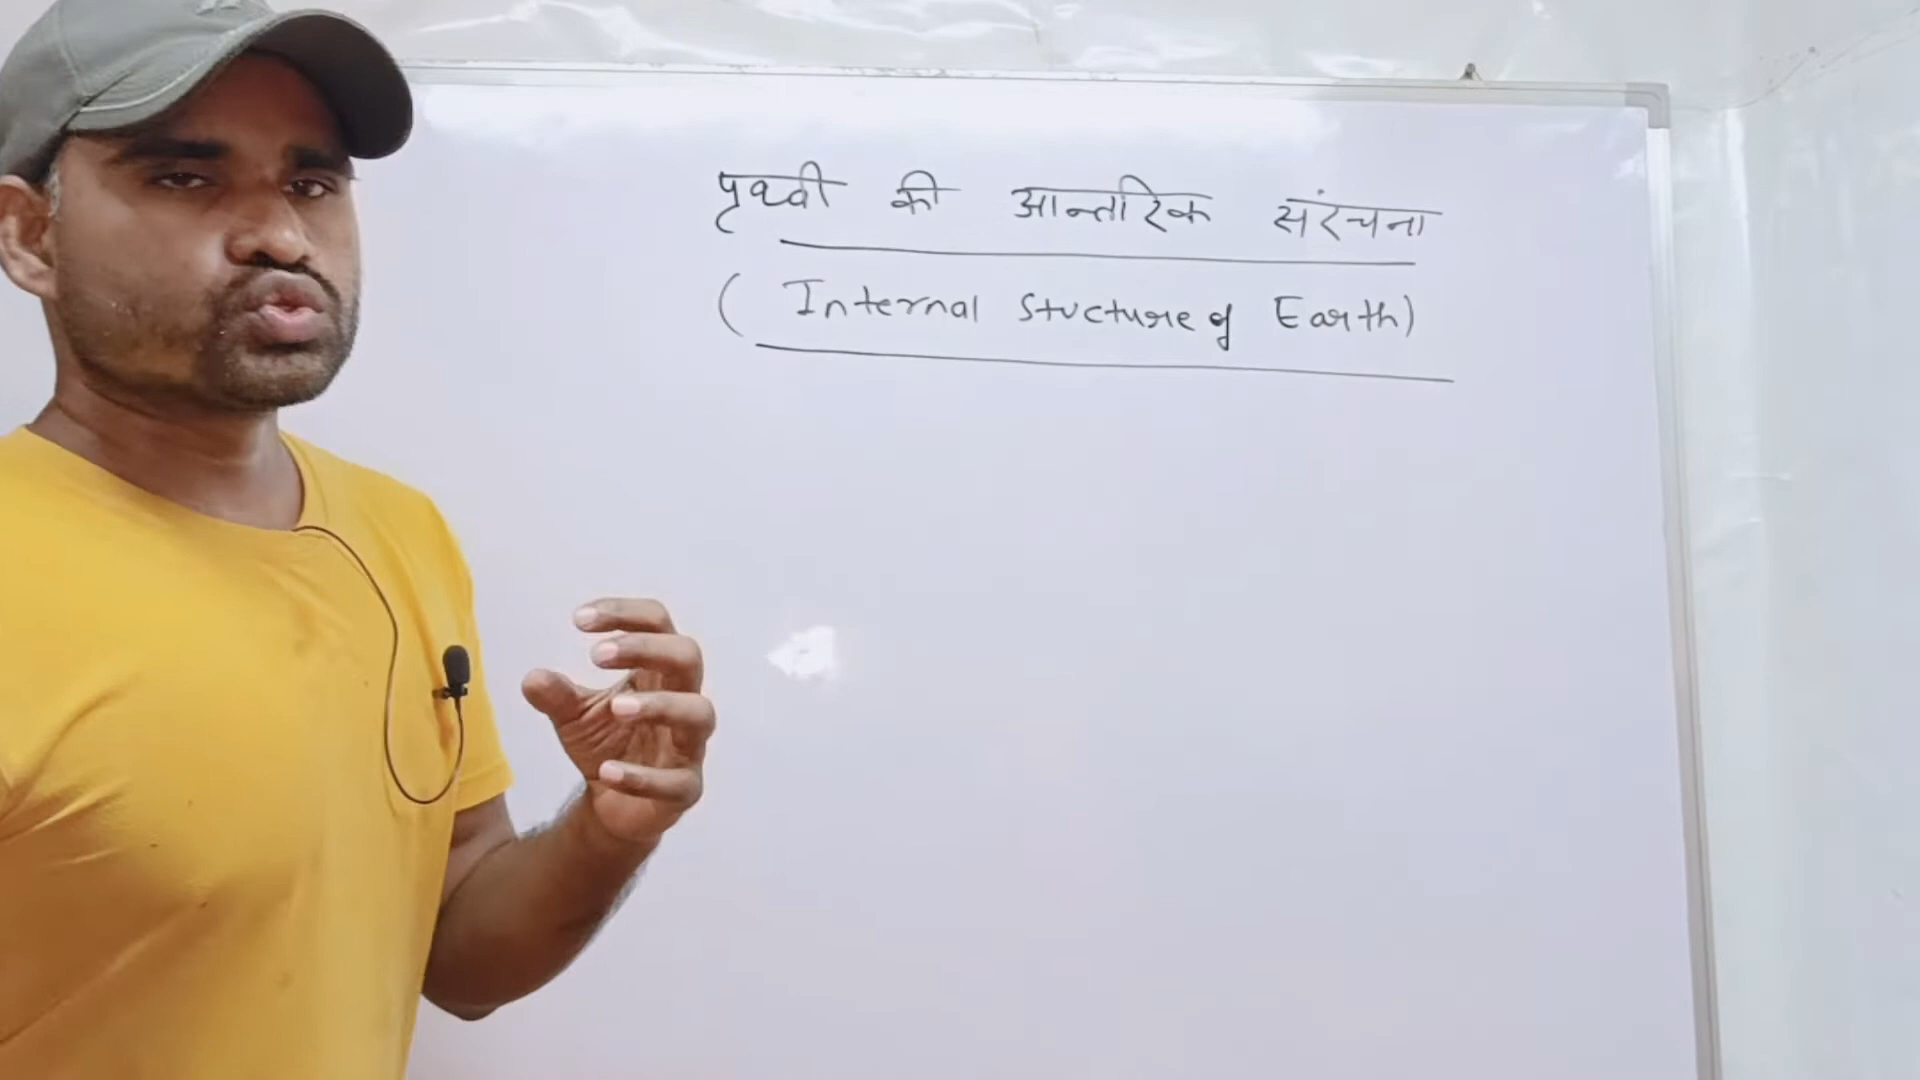 पृथ्वी की आन्तरिक संरचना
( Internal Stucture of Earth)